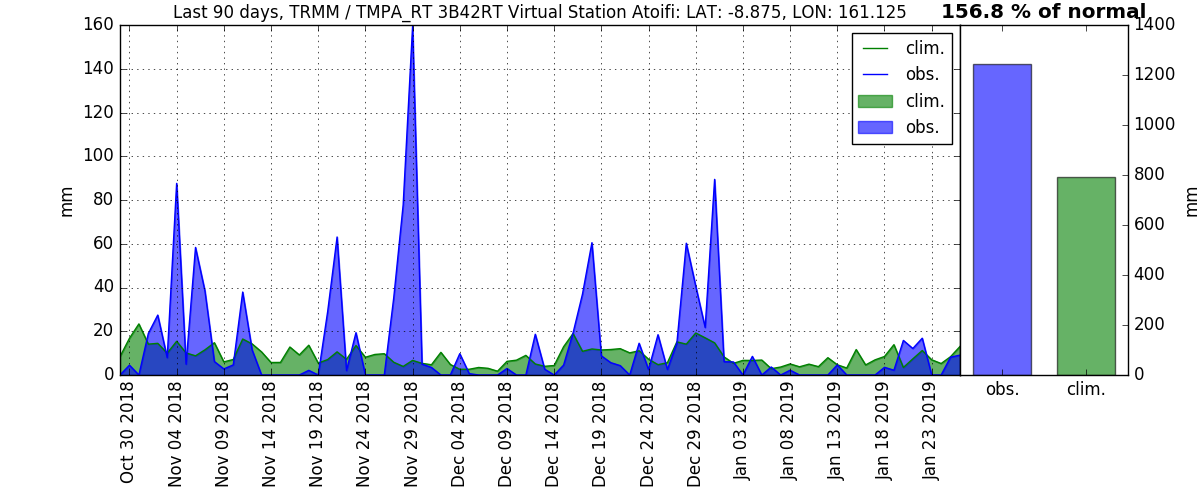 Last 90 days, TRMM / TMPA_RT 3B42RT Virtual Station Atoifi: LAT: -8.875, LON: 161.125
156.8 % of normal
160
140
120
100
80
60
40
20
0
mm
clim.
obs.
clim.
obs.
1400
1200
1000
800
600
400
200
0
mm
Oct 30 2018
Nov 04 2018
Nov 09 2018
Nov 14 2018
Nov 19 2018
Nov 24 2018
Nov 29 2018
Dec 04 2018
Dec 09 2018
Dec 14 2018
Dec 19 2018
Dec 24 2018
Dec 29 2018
Jan 03 2019
Jan 08 2019
Jan 13 2019
Jan 18 2019
Jan 23 2019
obs.
clim.